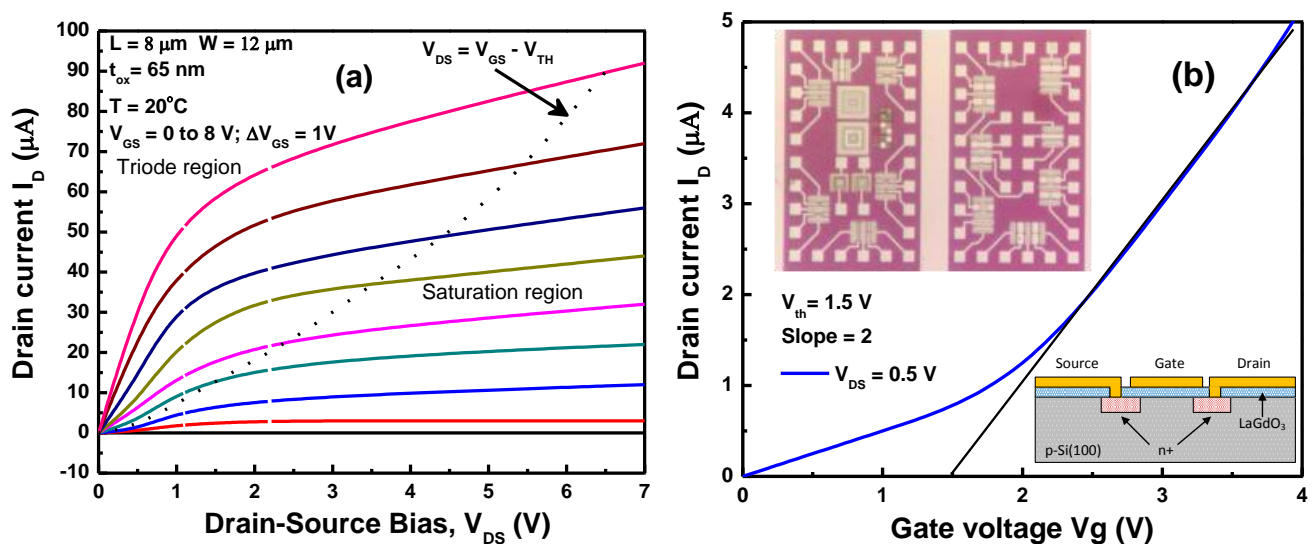 L = 8 μm W = 12 μm
t_ox = 65 nm
T = 20°C
V_GS = 0 to 8 V; ΔV_GS = 1V
Triode region
(a)
V_DS = V_GS - V_TH
Saturation region
Drain current I_D (μA)
100
90
80
70
60
50
40
30
20
10
0
-10
0 1 2 3 4 5 6 7
Drain-Source Bias, V_DS (V)
(b)
V_th = 1.5 V
Slope = 2
V_DS = 0.5 V
Source Gate Drain
LaGdO₃
p-Si(100) n+
Drain current I_D (μA)
5
4
3
2
1
0
0 1 2 3 4
Gate voltage Vg (V)